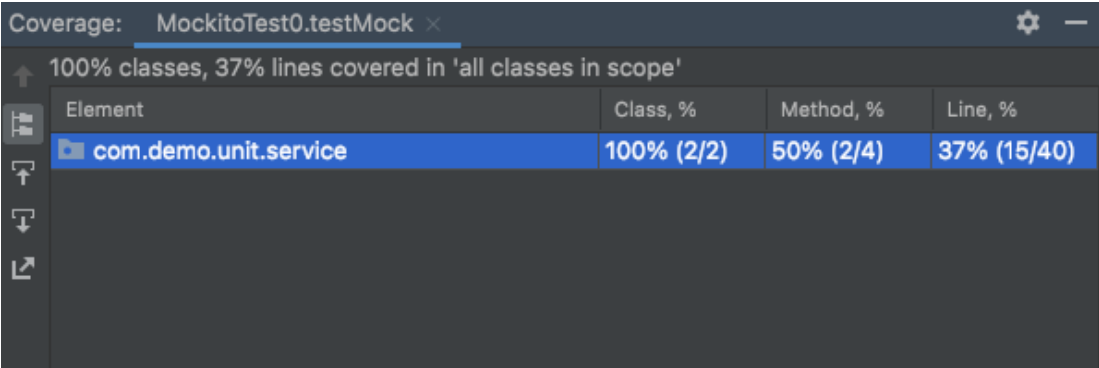 Coverage: MockitoTest0.testMock ×
100% classes, 37% lines covered in 'all classes in scope'
Element Class, % Method, % Line, %
com.demo.unit.service 100% (2/2) 50% (2/4) 37% (15/40)